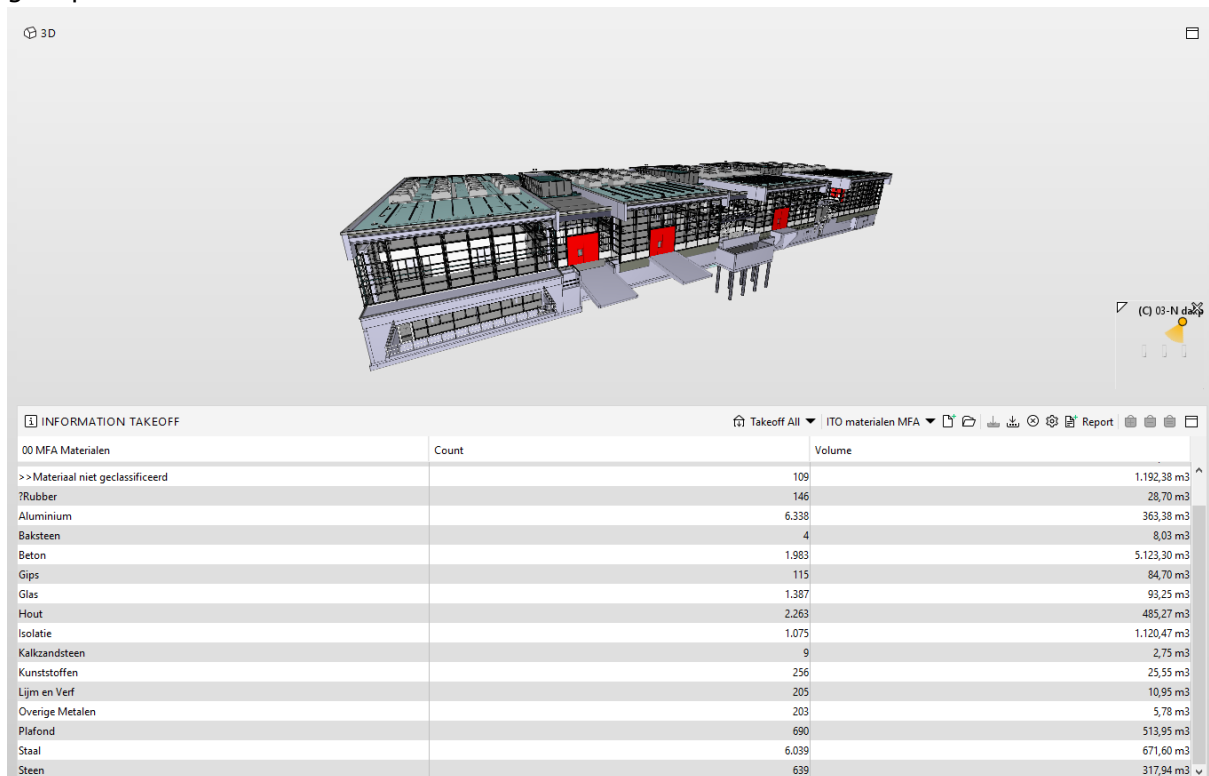 3D
(C) 03-N dakp
INFORMATION TAKEOFF
Takeoff All ITO materialen MFA Report
00 MFA Materialen Count Volume
>>Materiaal niet geclassificeerd 109 1.192,38 m3
?Rubber 146 28,70 m3
Aluminium 6.338 363,38 m3
Baksteen 4 8,03 m3
Beton 1.983 5.123,30 m3
Gips 115 84,70 m3
Glas 1.387 93,25 m3
Hout 2.263 485,27 m3
Isolatie 1.075 1.120,47 m3
Kalkzandsteen 9 2,75 m3
Kunststoffen 256 25,55 m3
Lijm en Verf 205 10,95 m3
Overige Metalen 203 5,78 m3
Plafond 690 513,95 m3
Staal 6.039 671,60 m3
Steen 639 317,94 m3